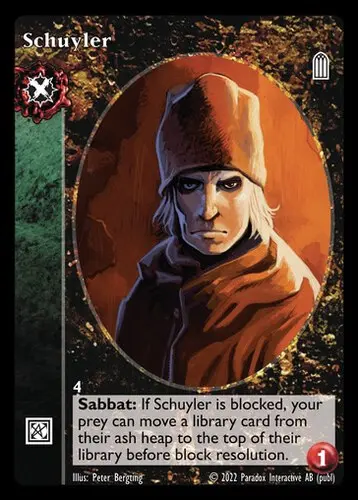 Schuyler
4
Sabbat: If Schuyler is blocked, your
prey can move a library card from
their ash heap to the top of their
library before block resolution.
1
Illus: Peter Bergting © 2022 Paradox Interactive AB (publ)